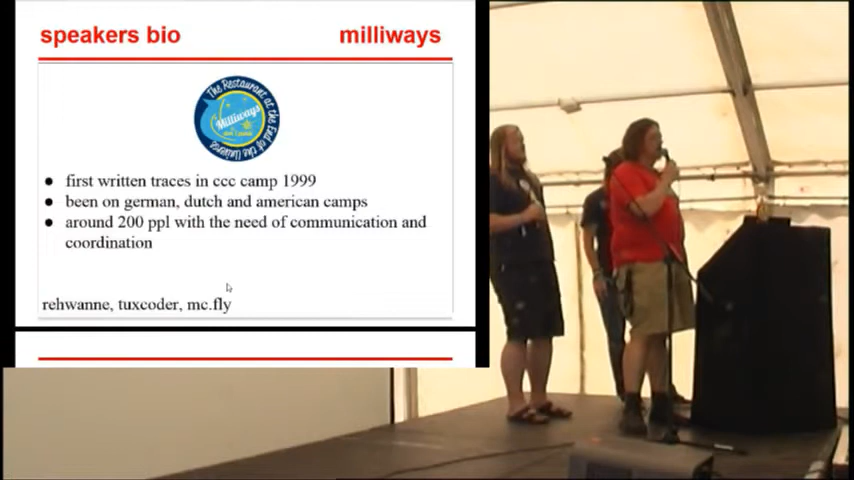 speakers bio
milliways
The Restaurant at the End of the Universe
Milliways
● first written traces in ccc camp 1999
● been on german, dutch and american camps
● around 200 ppl with the need of communication and
coordination
rehwanne, tuxcoder, mc.fly